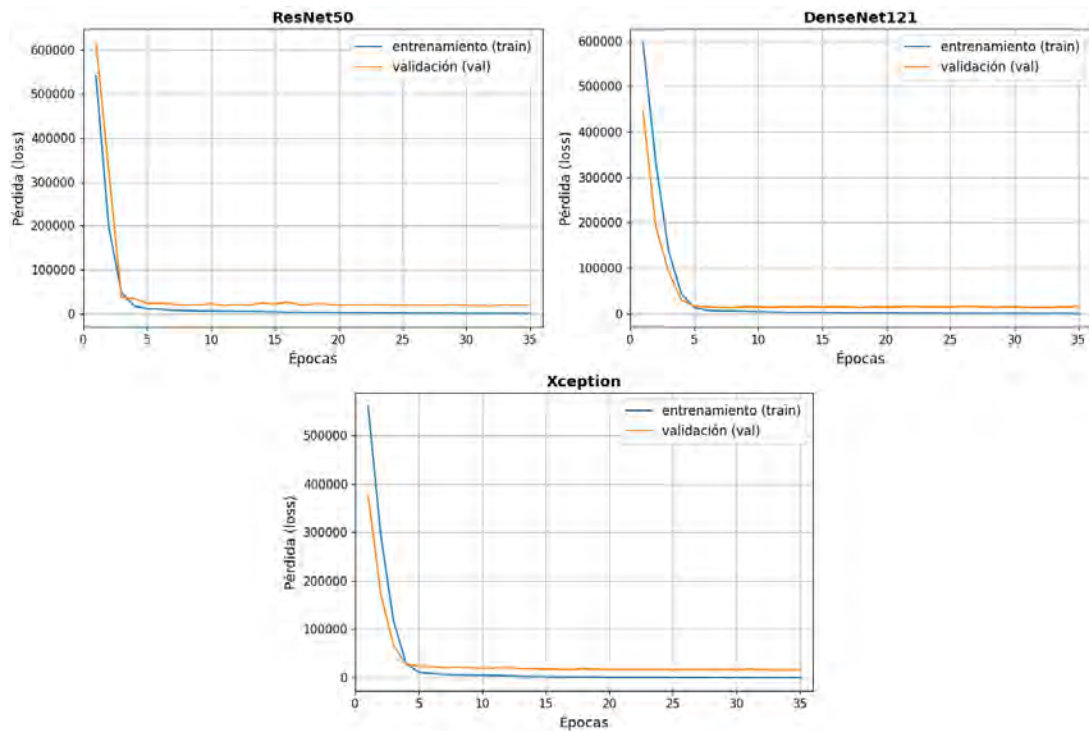 ResNet50
entrenamiento (train)
validación (val)
600000
500000
400000
300000
200000
100000
0
Pérdida (loss)
0 5 10 15 20 25 30 35
Épocas
DenseNet121
entrenamiento (train)
validación (val)
600000
500000
400000
300000
200000
100000
0
Pérdida (loss)
0 5 10 15 20 25 30 35
Épocas
Xception
entrenamiento (train)
validación (val)
500000
400000
300000
200000
100000
0
Pérdida (loss)
0 5 10 15 20 25 30 35
Épocas